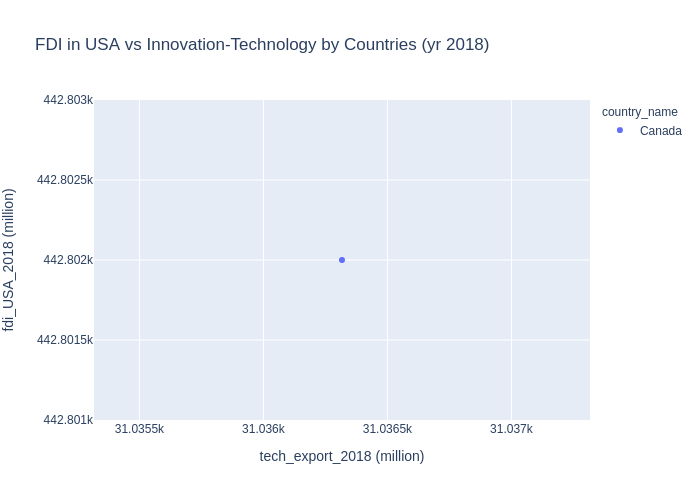 FDI in USA vs Innovation-Technology by Countries (yr 2018)
442.803k
442.8025k
442.802k
442.8015k
442.801k
fdi_USA_2018 (million)
31.0355k
31.036k
31.0365k
31.037k
tech_export_2018 (million)
country_name
Canada